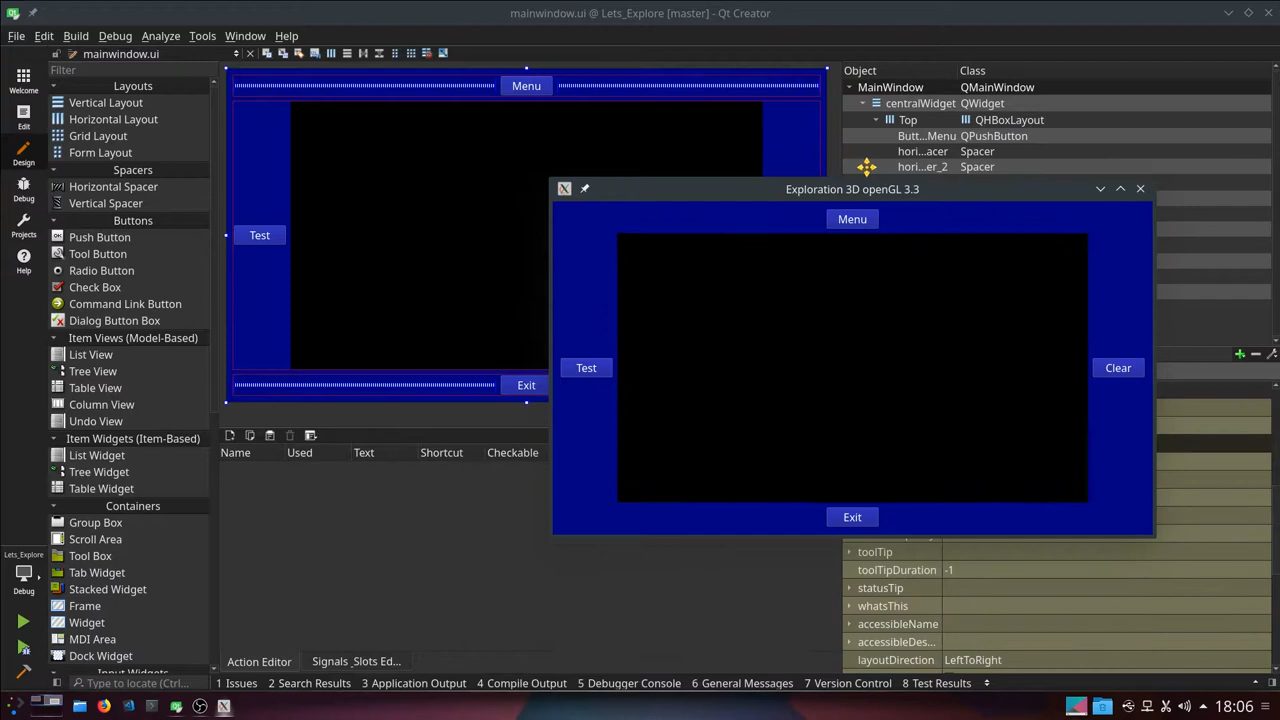 mainwindow.ui @ Lets_Explore [master] - Qt Creator
File Edit Build Debug Analyze Tools Window Help
mainwindow.ui
Filter
Layouts
Vertical Layout
Horizontal Layout
Grid Layout
Form Layout
Spacers
Horizontal Spacer
Vertical Spacer
Buttons
Push Button
Tool Button
Radio Button
Check Box
Command Link Button
Dialog Button Box
Item Views (Model-Based)
List View
Tree View
Table View
Column View
Undo View
Item Widgets (Item-Based)
List Widget
Tree Widget
Table Widget
Containers
Group Box
Scroll Area
Tool Box
Tab Widget
Stacked Widget
Frame
Widget
MDI Area
Dock Widget
Welcome
Edit
Design
Debug
Projects
Help
Lets_Explore
Debug
Menu
Test
Exit
Object Class
MainWindow QMainWindow
centralWidget QWidget
Top QHBoxLayout
Butt...Menu QPushButton
hori...acer Spacer
hori...er_2 Spacer
Exploration 3D openGL 3.3
Menu
Test
Clear
Exit
Name Used Text Shortcut Checkable
toolTip
toolTipDuration -1
statusTip
whatsThis
accessibleName
accessibleDes...
layoutDirection LeftToRight
Action Editor Signals _Slots Ed...
Type to locate (Ctrl... 1 Issues 2 Search Results 3 Application Output 4 Compile Output 5 Debugger Console 6 General Messages 7 Version Control 8 Test Results
18:06